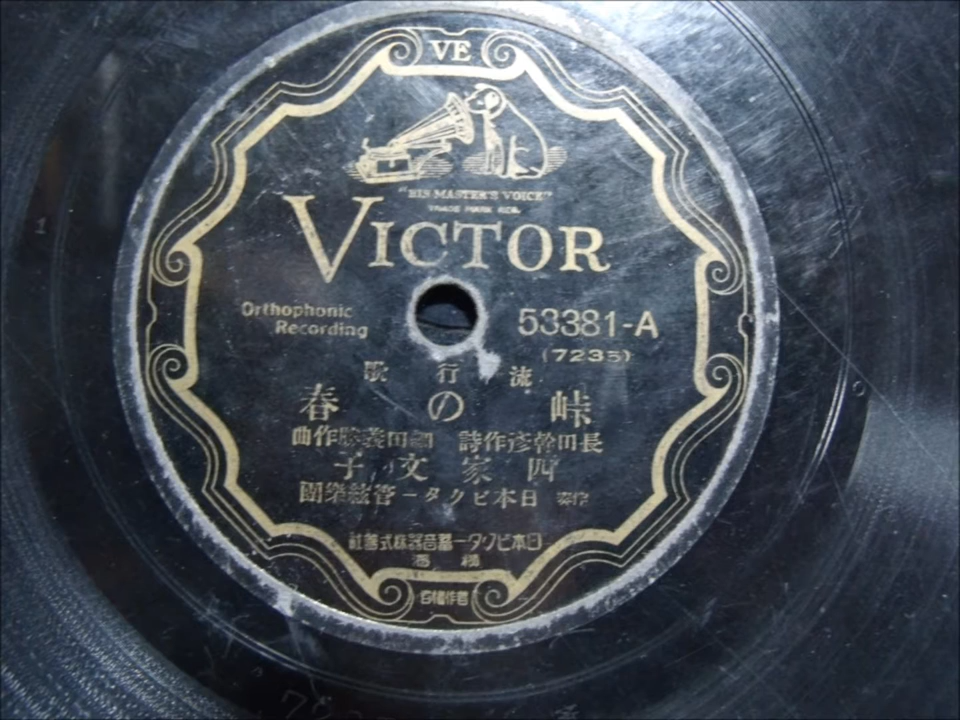 VE
"HIS MASTER'S VOICE"
TRADE MARK REG.
VICTOR
Orthophonic
Recording
53381-A
(7235)
流行歌
峠の春
長田幹彦作詩 細田義勝作曲
四家文子
伴奏 日本ビクター管絃樂團
日本ビクター蓄音器株式會社